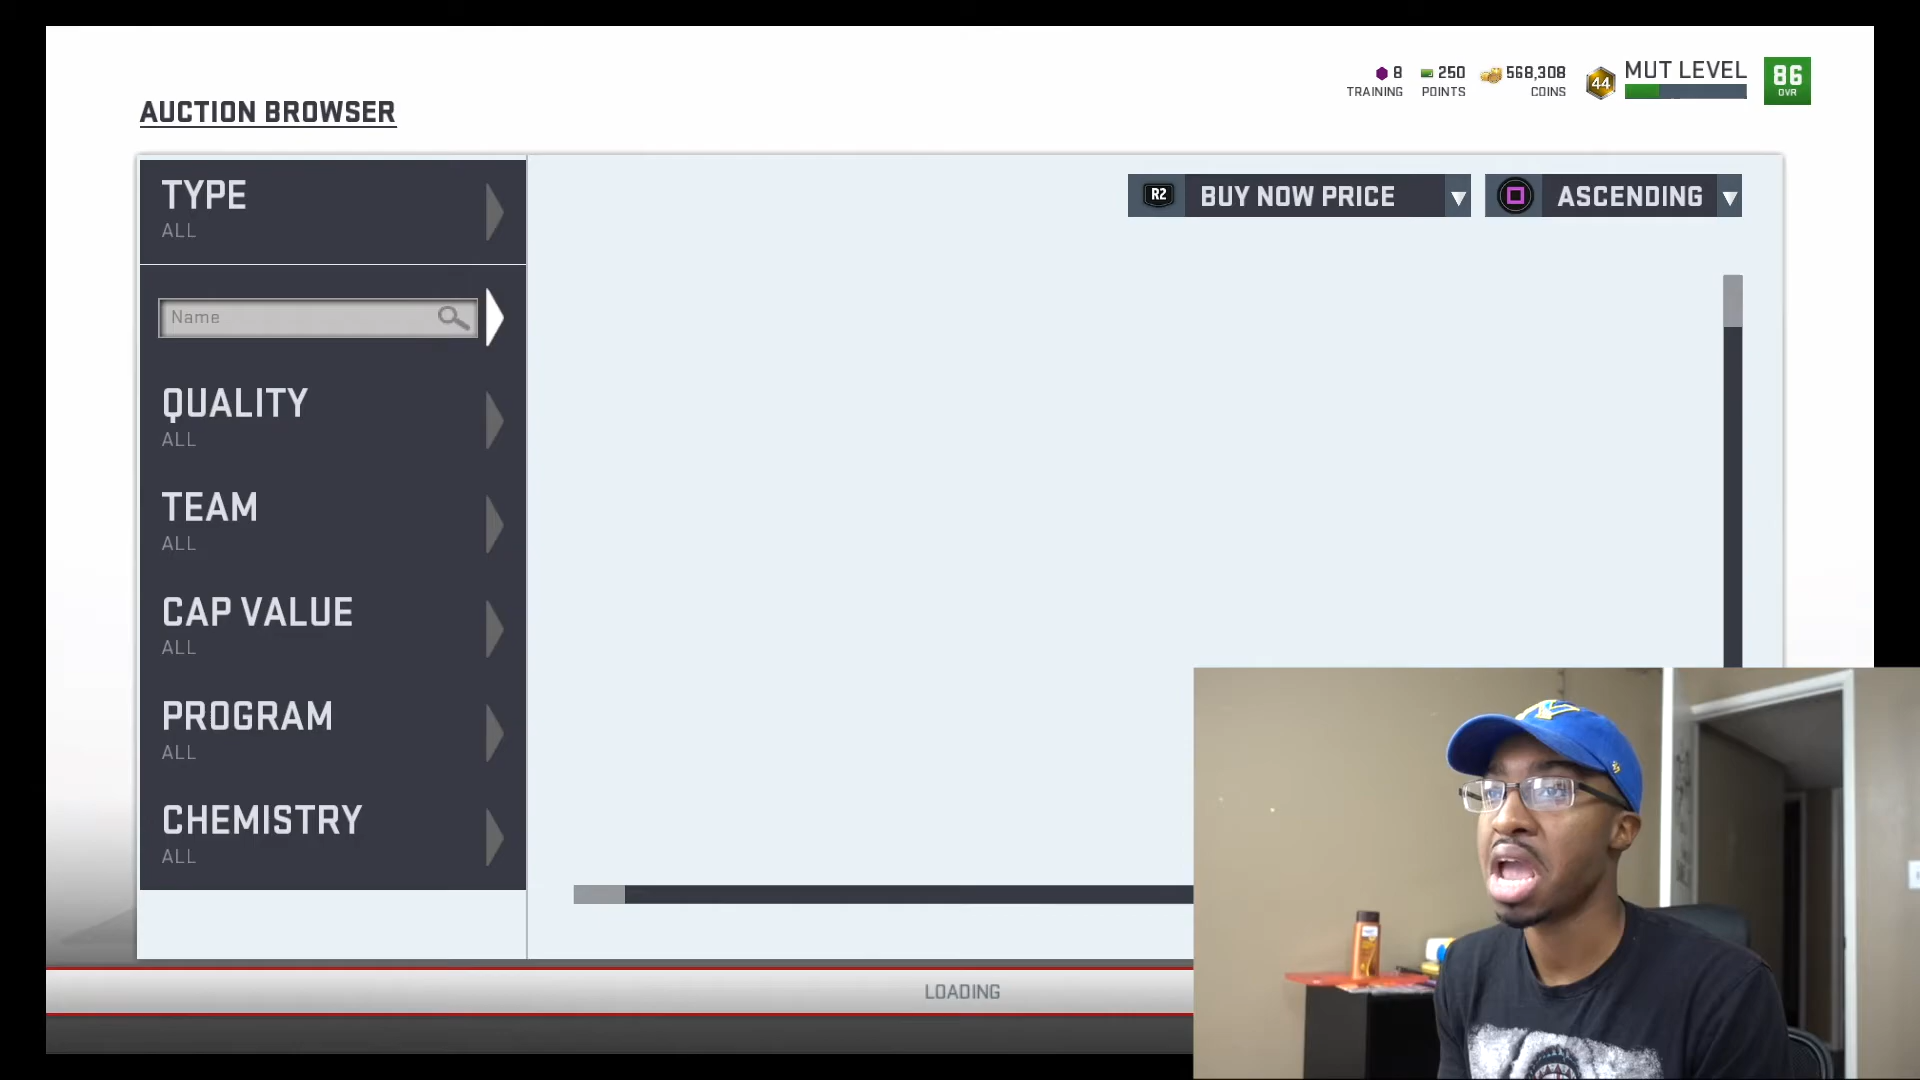 8
TRAINING
250
POINTS
568,308
COINS
44
MUT LEVEL
86
OVR
AUCTION BROWSER
TYPE
ALL
R2
BUY NOW PRICE
ASCENDING
Name
QUALITY
ALL
TEAM
ALL
CAP VALUE
ALL
PROGRAM
ALL
CHEMISTRY
ALL
LOADING